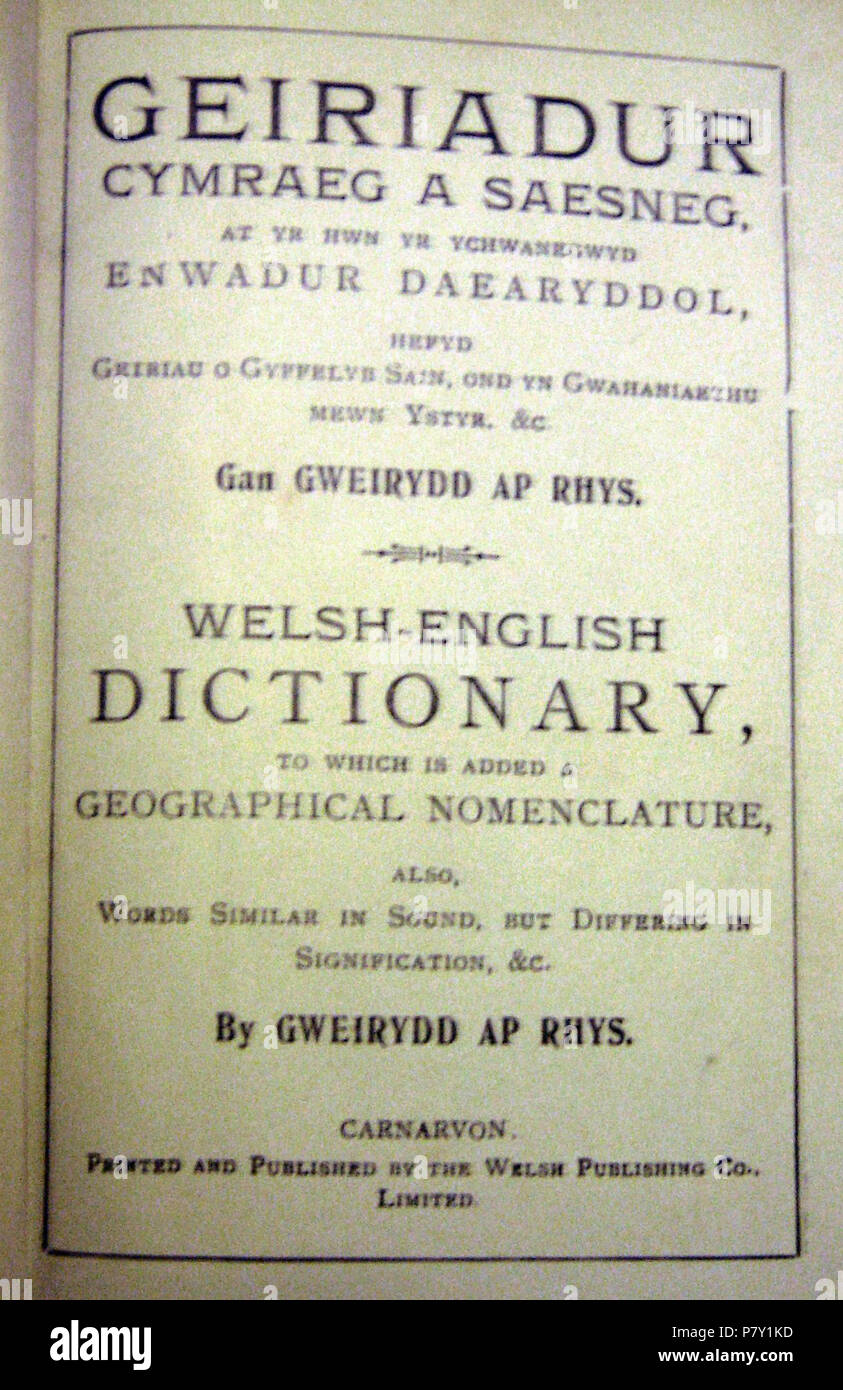 GEIRIADUR
CYMRAEG A SAESNEG,
AT YR HWN YR YCHWANEGWYD
ENWADUR DAEARYDDOL,
HEFYD
GEIRIAU O GYFFELYB SAIN, OND YN GWAHANIAETHU
MEWN YSTYR, &c
Gan GWEIRYDD AP RHYS.
WELSH-ENGLISH
DICTIONARY,
TO WHICH IS ADDED A
GEOGRAPHICAL NOMENCLATURE,
ALSO,
WORDS SIMILAR IN SOUND, BUT DIFFERING IN
SIGNIFICATION, &c.
By GWEIRYDD AP RHYS.
CARNARVON.
PRINTED AND PUBLISHED BY THE WELSH PUBLISHING Co.,
LIMITED
alamy
Image ID: P7Y1KD
www.alamy.com